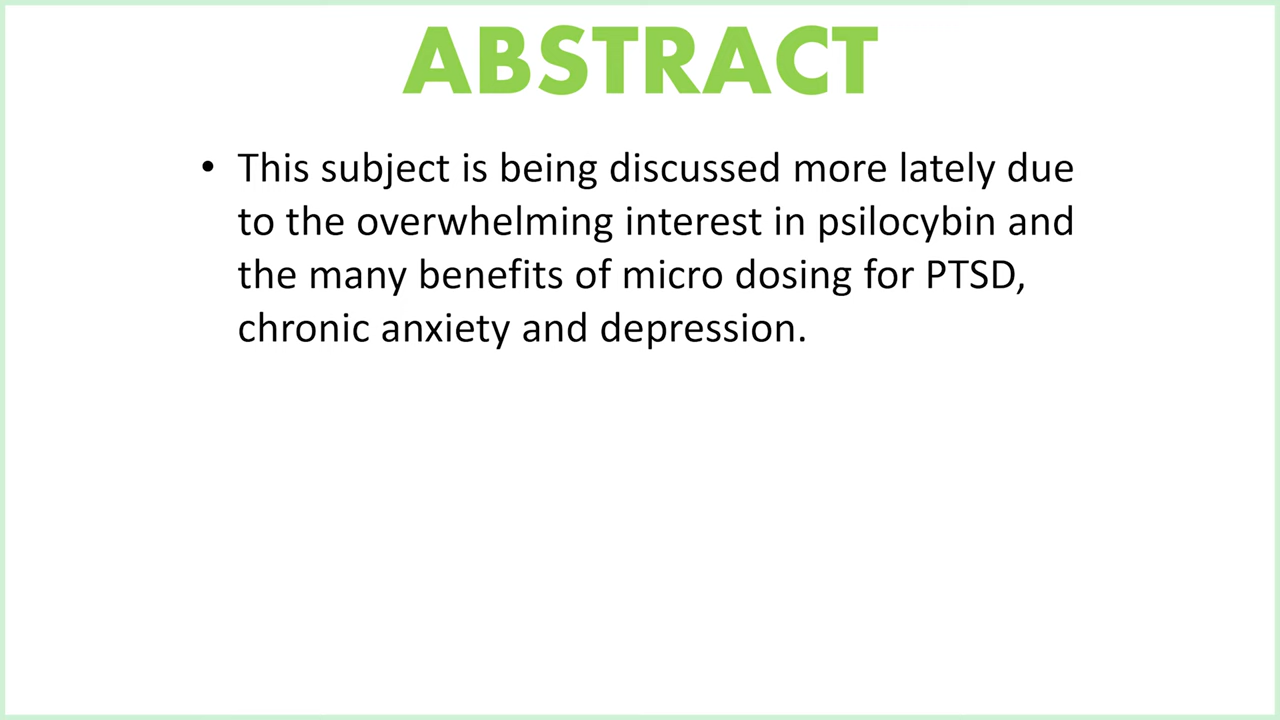 ABSTRACT
• This subject is being discussed more lately due
to the overwhelming interest in psilocybin and
the many benefits of micro dosing for PTSD,
chronic anxiety and depression.